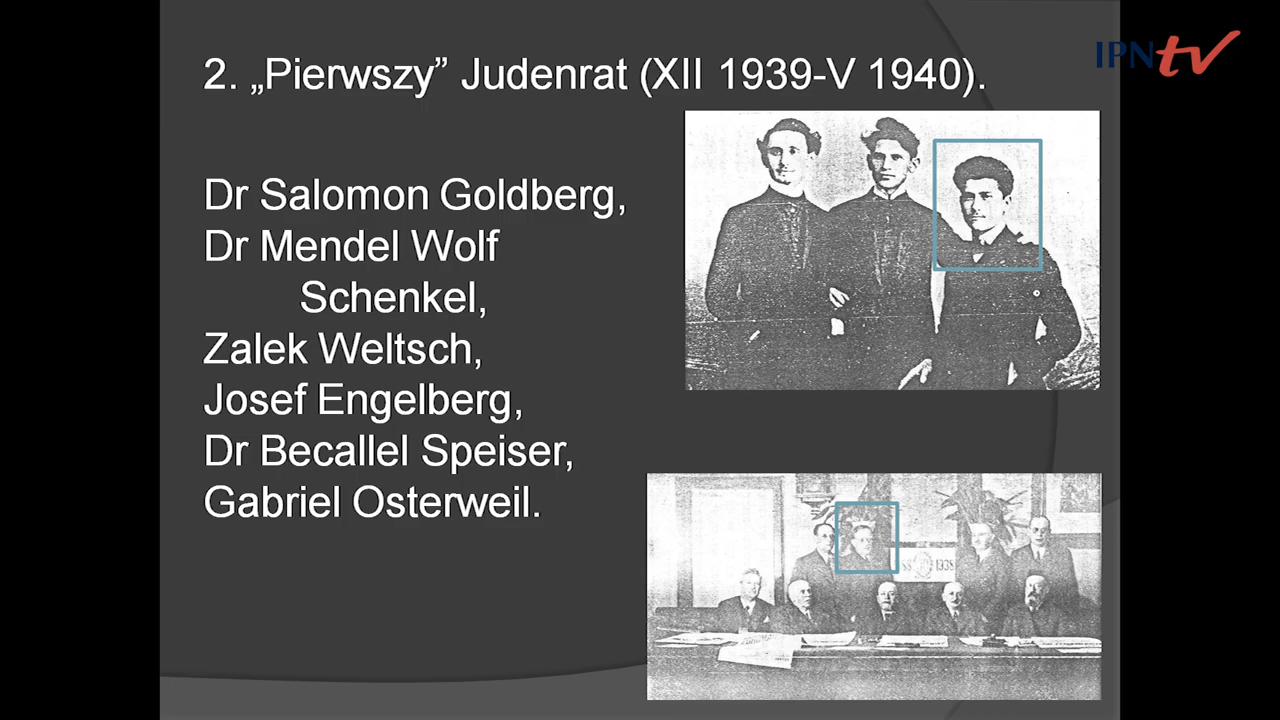 IPNtv
2. „Pierwszy” Judenrat (XII 1939-V 1940).
Dr Salomon Goldberg,
Dr Mendel Wolf
Schenkel,
Zalek Weltsch,
Josef Engelberg,
Dr Becallel Speiser,
Gabriel Osterweil.